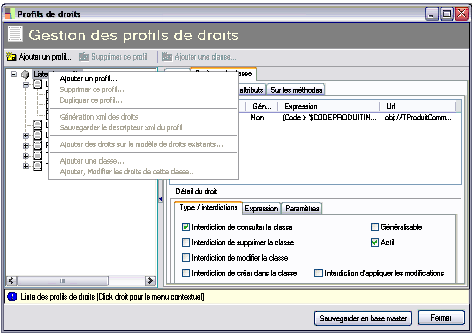 Profils de droits
Gestion des profils de droits
Ajouter un profil... Supprimer ce profil Ajouter une classe...
Ajouter un profil...
Supprimer ce profil...
Dupliquer ce profil...
Génération xml des droits
Sauvegarder le descripteur xml du profil
Ajouter des droits sur le modèle de droits existants...
Ajouter une classe...
Ajouter, Modifier les droits de cette classe...
attributs Sur les méthodes
Gén... Expression Url
Non (Code > $CODEPRODUITIN... obj://TProduitComm...
Détail du droit
Type / interdictions Expression Paramètres
Interdiction de consulter la classe Généralisable
Interdiction de supprimer la classe Actif
Interdiction de modifier la classe
Interdiction de créer dans la classe Interdiction d'appliquer les modifications
Liste des profils de droits (Click droit pour le menu contextuel)
Sauvegarder en base master Fermer